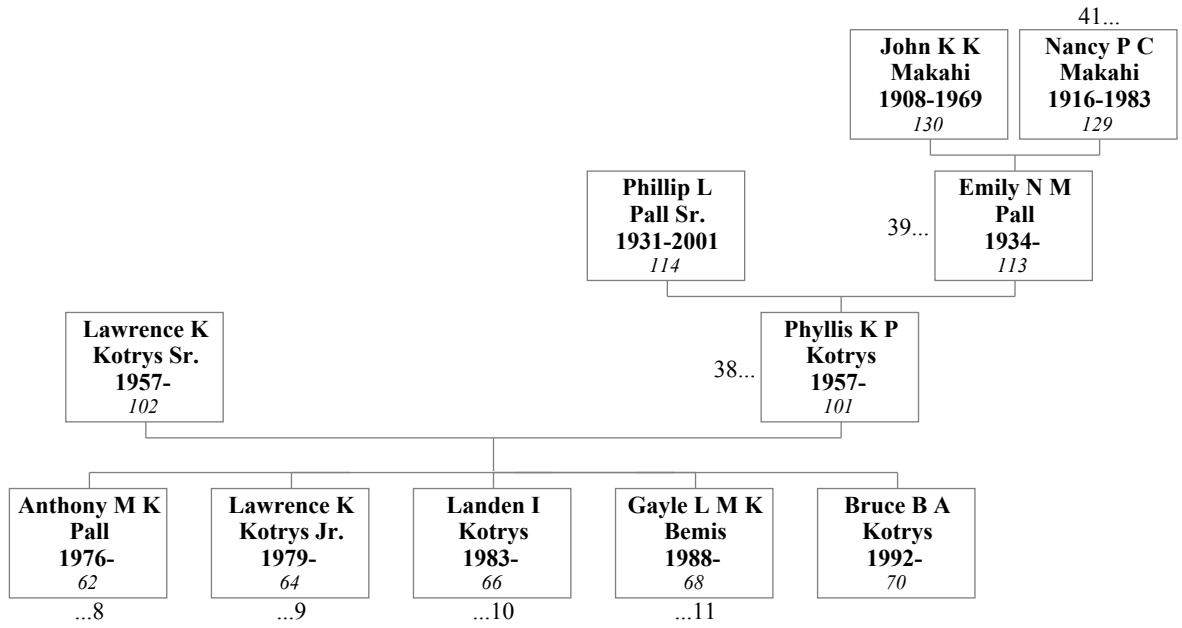 41...
John K K
Makahi
1908-1969
130
Nancy P C
Makahi
1916-1983
129
Phillip L
Pall Sr.
1931-2001
114
39...
Emily N M
Pall
1934-
113
Lawrence K
Kotrys Sr.
1957-
102
38...
Phyllis K P
Kotrys
1957-
101
Anthony M K
Pall
1976-
62
...8
Lawrence K
Kotrys Jr.
1979-
64
...9
Landen I
Kotrys
1983-
66
...10
Gayle L M K
Bemis
1988-
68
...11
Bruce B A
Kotrys
1992-
70